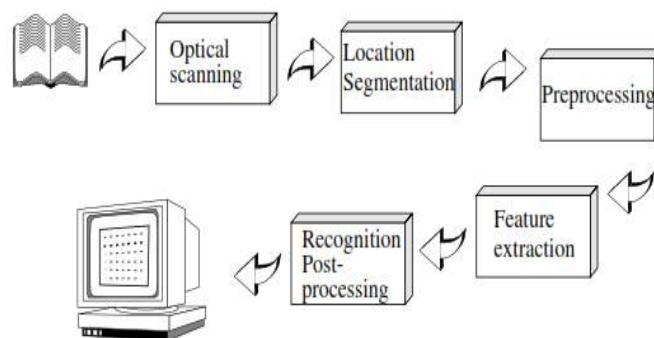 Optical
scanning
Location
Segmentation
Preprocessing
Feature
extraction
Recognition
Post-
processing